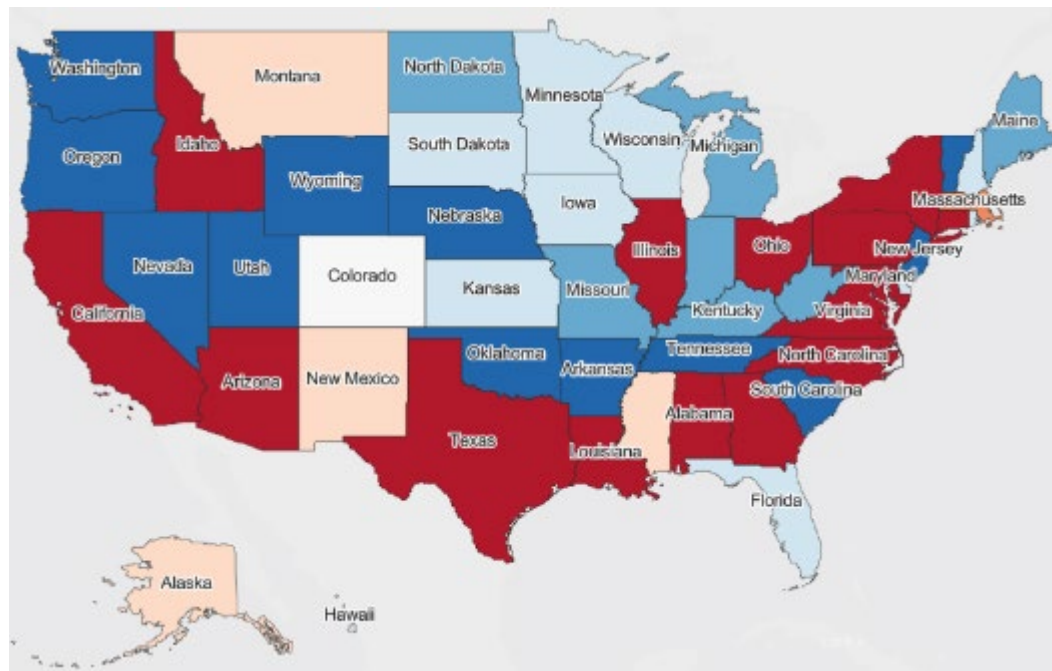 Washington
Montana
North Dakota
Minnesota
Maine
Oregon
Idaho
South Dakota
Wisconsin
Michigan
Wyoming
Massachusetts
Nebraska
Iowa
Illinois
Ohio
New Jersey
Nevada
Utah
Colorado
Kansas
Missouri
Maryland
California
Kentucky
Virginia
Oklahoma
Tennessee
North Carolina
Arizona
New Mexico
Arkansas
South Carolina
Texas
Alabama
Louisiana
Florida
Alaska
Hawaii